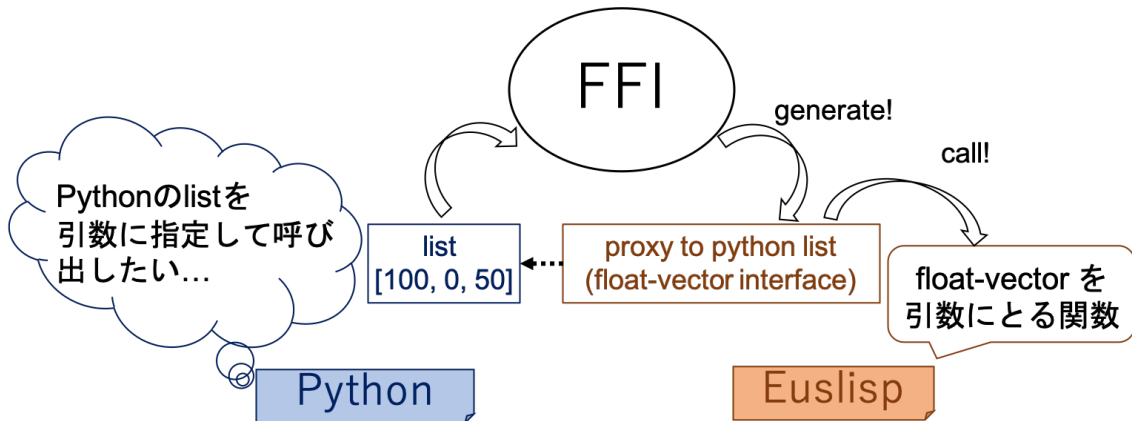 FFI
generate!
call!
Pythonのlistを
引数に指定して呼び
出したい…
list
[100, 0, 50]
proxy to python list
(float-vector interface)
float-vector を
引数にとる関数
Python
Euslisp